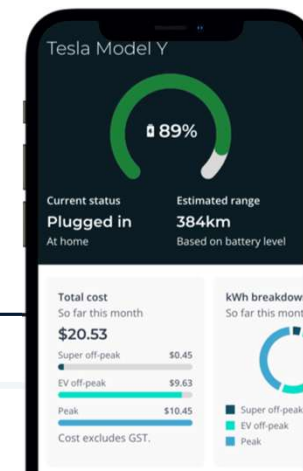 Tesla Model Y
89%
Current status
Plugged in
At home
Estimated range
384km
Based on battery level
Total cost
So far this month
$20.53
Super off-peak $0.45
EV off-peak $9.63
Peak $10.45
Cost excludes GST.
kWh breakdow
So far this mont
Super off-peak
EV off-peak
Peak